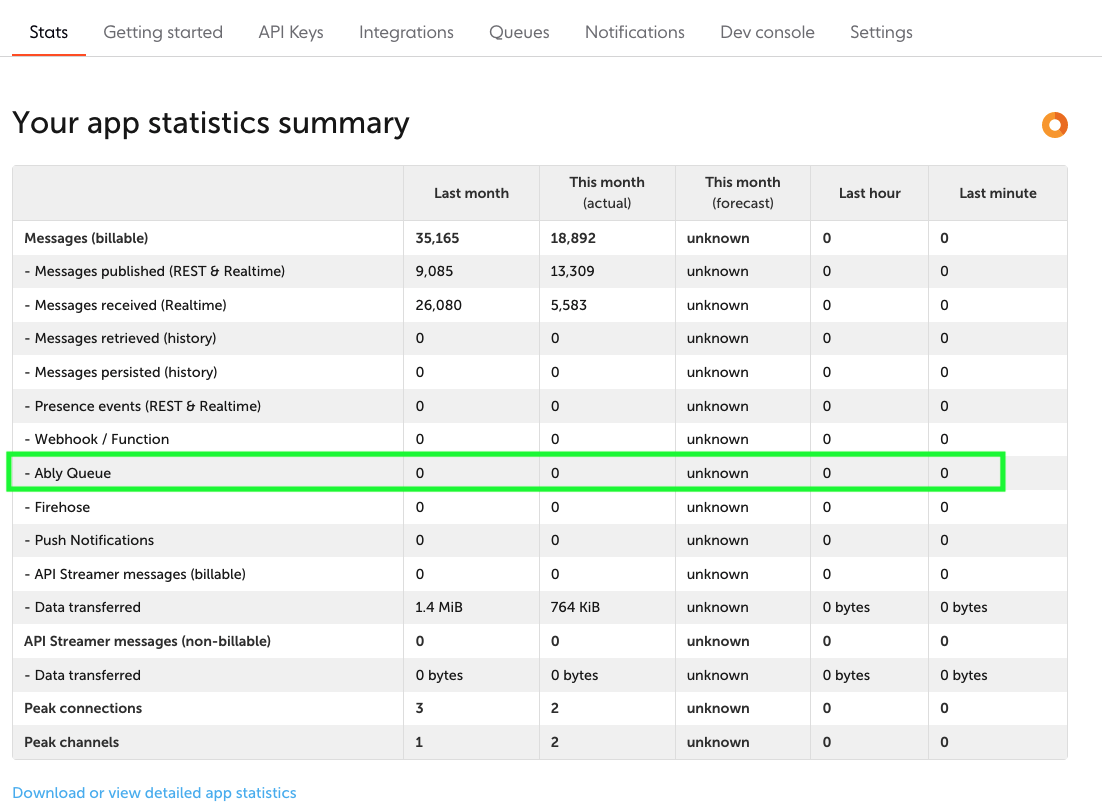 Stats Getting started API Keys Integrations Queues Notifications Dev console Settings
Your app statistics summary
Last month This month (actual) This month (forecast) Last hour Last minute
Messages (billable) 35,165 18,892 unknown 0 0
- Messages published (REST & Realtime) 9,085 13,309 unknown 0 0
- Messages received (Realtime) 26,080 5,583 unknown 0 0
- Messages retrieved (history) 0 0 unknown 0 0
- Messages persisted (history) 0 0 unknown 0 0
- Presence events (REST & Realtime) 0 0 unknown 0 0
- Webhook / Function 0 0 unknown 0 0
- Ably Queue 0 0 unknown 0 0
- Firehose 0 0 unknown 0 0
- Push Notifications 0 0 unknown 0 0
- API Streamer messages (billable) 0 0 unknown 0 0
- Data transferred 1.4 MiB 764 KiB unknown 0 bytes 0 bytes
API Streamer messages (non-billable) 0 0 unknown 0 0
- Data transferred 0 bytes 0 bytes unknown 0 bytes 0 bytes
Peak connections 3 2 unknown 0 0
Peak channels 1 2 unknown 0 0
Download or view detailed app statistics